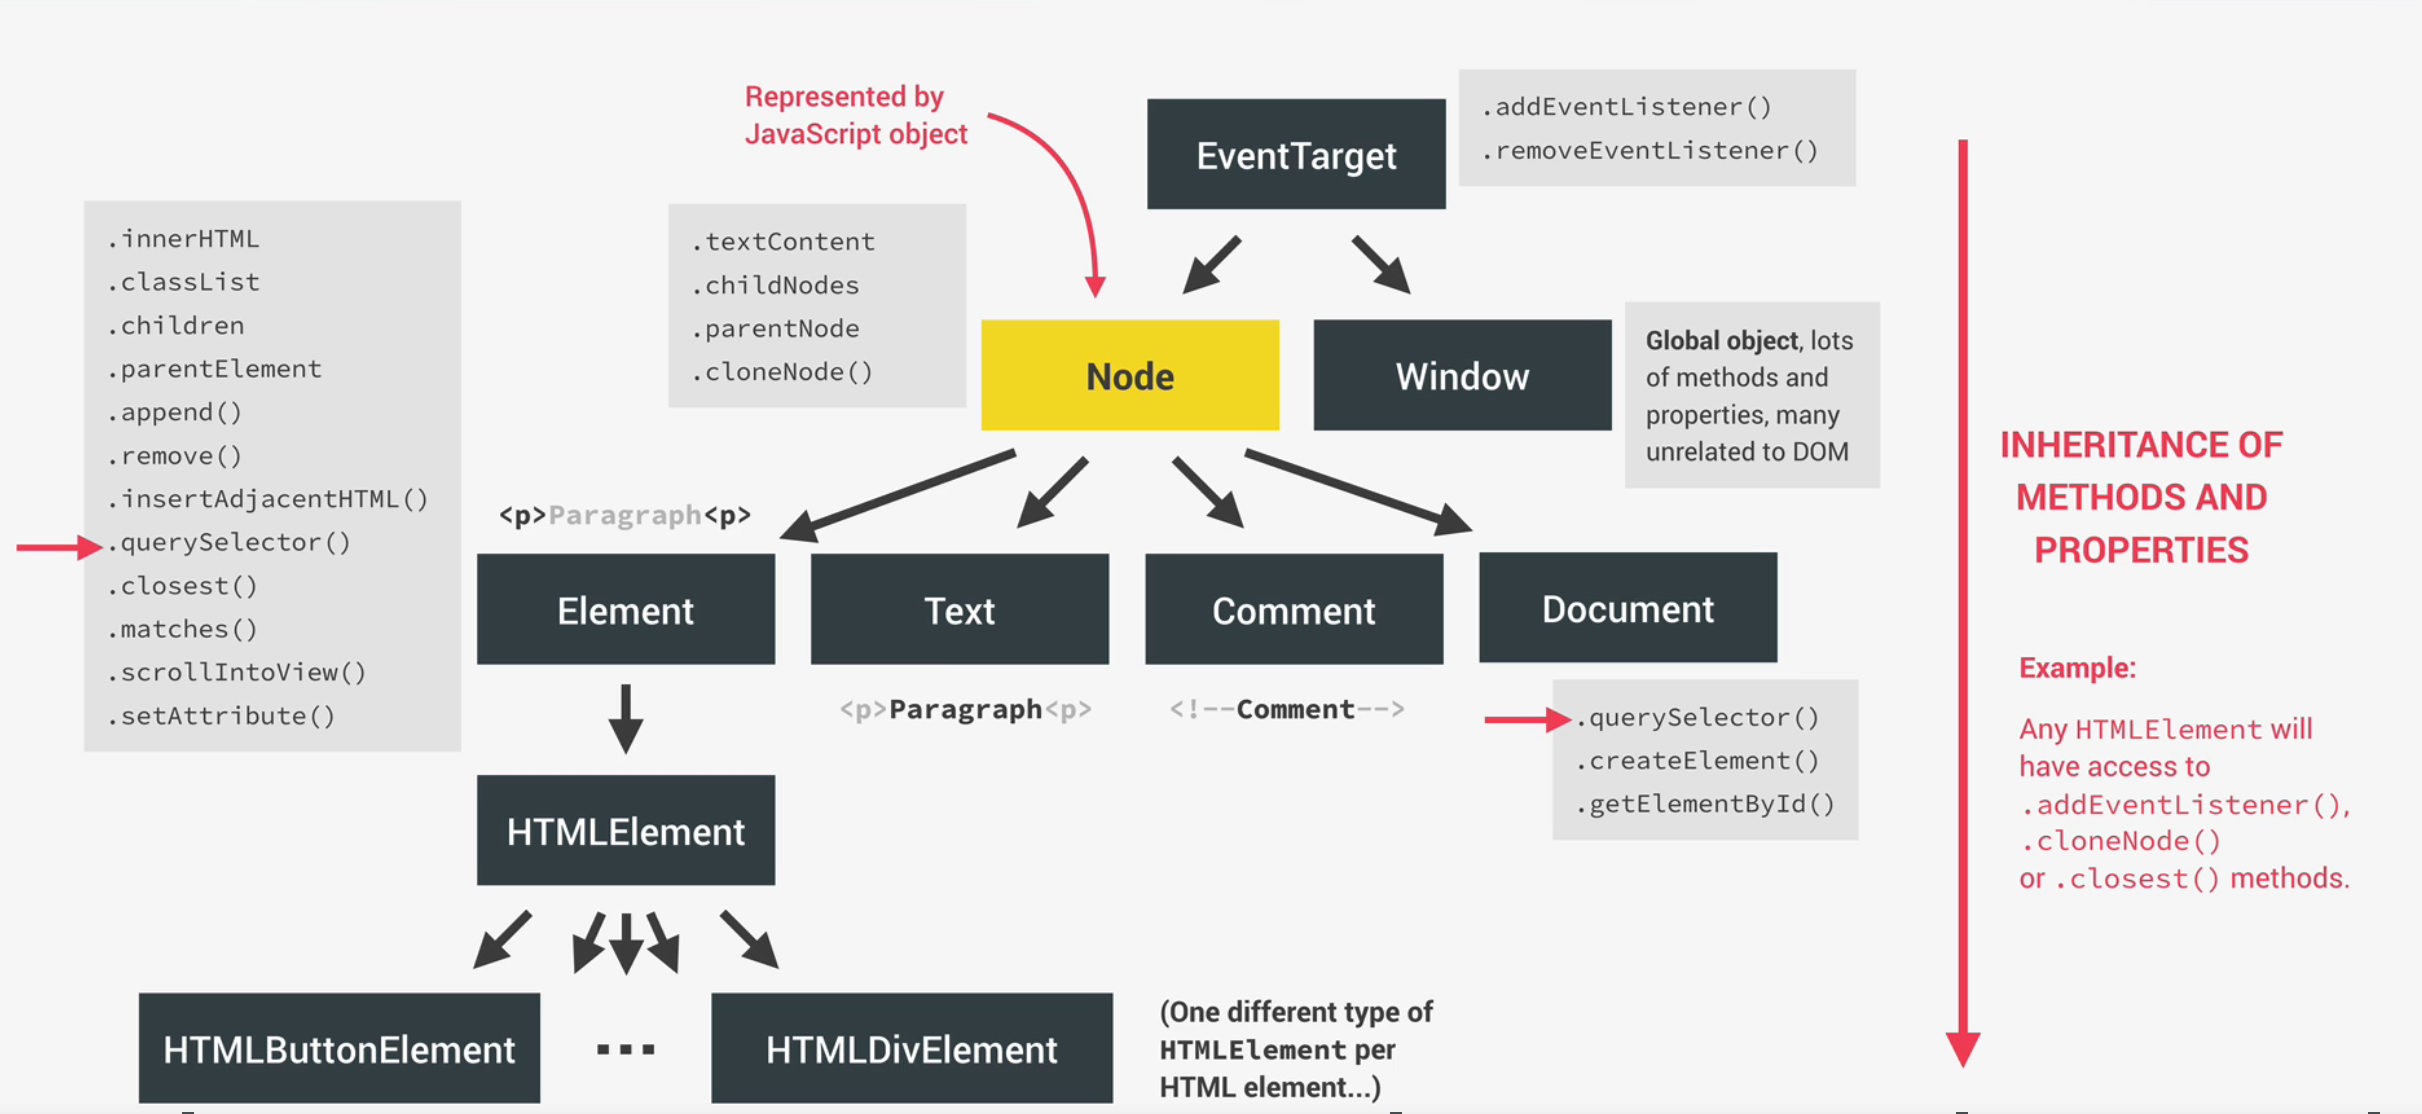 Represented by
JavaScript object
EventTarget
.addEventListener()
.removeEventListener()
.innerHTML
.classList
.children
.parentElement
.append()
.remove()
.insertAdjacentHTML()
.querySelector()
.closest()
.matches()
.scrollIntoView()
.setAttribute()
.textContent
.childNodes
.parentNode
.cloneNode()
Node
Window
Global object, lots
of methods and
properties, many
unrelated to DOM
<p>Paragraph<p>
Element
Text
Comment
Document
<p>Paragraph<p>
<!--Comment-->
.querySelector()
.createElement()
.getElementById()
HTMLElement
HTMLButtonElement
...
HTMLDivElement
(One different type of
HTMLElement per
HTML element...)
INHERITANCE OF
METHODS AND
PROPERTIES
Example:
Any HTMLElement will
have access to
.addEventListener(),
.cloneNode()
or .closest() methods.